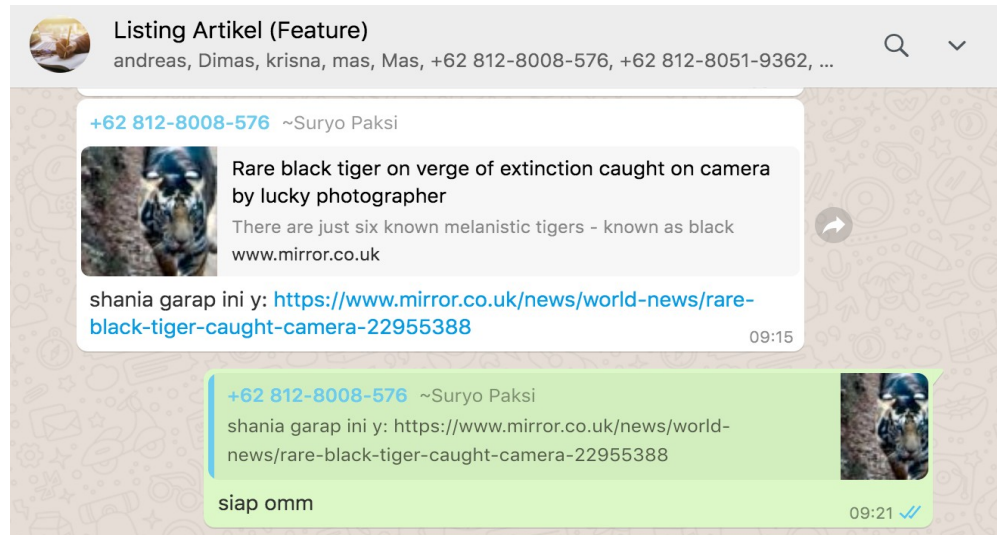 Listing Artikel (Feature)
andreas, Dimas, krisna, mas, Mas, +62 812-8008-576, +62 812-8051-9362, ...
+62 812-8008-576 ~Suryo Paksi
Rare black tiger on verge of extinction caught on camera
by lucky photographer
There are just six known melanistic tigers - known as black
www.mirror.co.uk
shania garap ini y: https://www.mirror.co.uk/news/world-news/rare-
black-tiger-caught-camera-22955388
09:15
+62 812-8008-576 ~Suryo Paksi
shania garap ini y: https://www.mirror.co.uk/news/world-
news/rare-black-tiger-caught-camera-22955388
siap omm
09:21